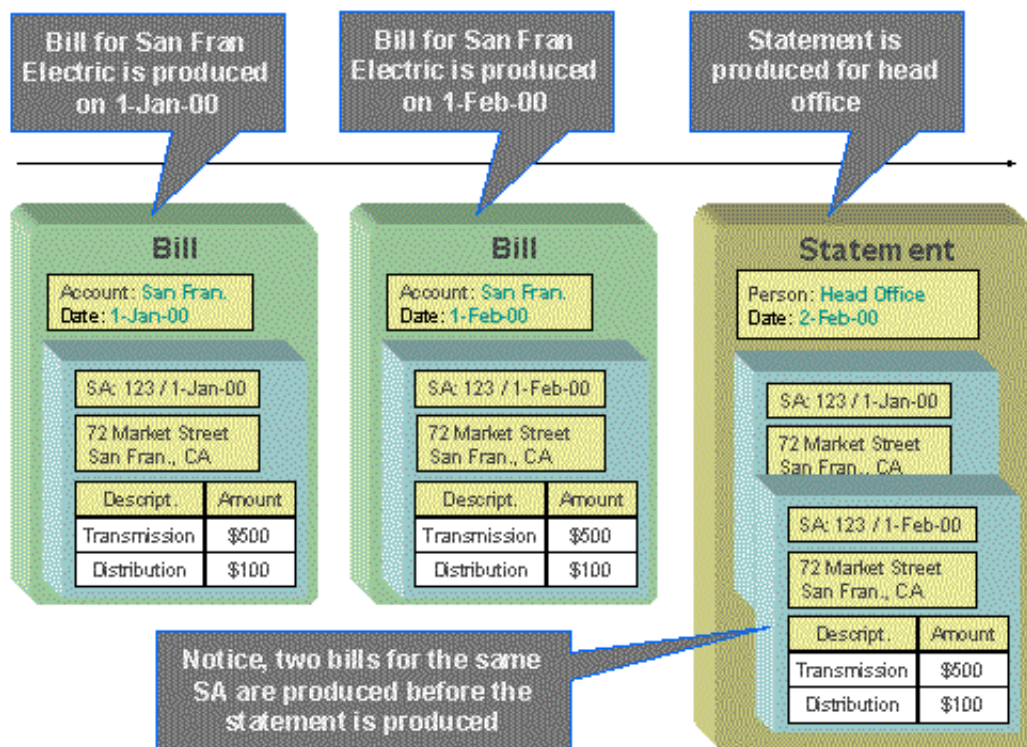 Bill for San Fran
Electric is produced
on 1-Jan-00
Bill for San Fran
Electric is produced
on 1-Feb-00
Statement is
produced for head
office
Bill
Account: San Fran.
Date: 1-Jan-00
SA: 123 / 1-Jan-00
72 Market Street
San Fran., CA
Descript. Amount
Transmission $500
Distribution $100
Bill
Account: San Fran.
Date: 1-Feb-00
SA: 123 / 1-Feb-00
72 Market Street
San Fran., CA
Descript. Amount
Transmission $500
Distribution $100
Statement
Person: Head Office
Date: 2-Feb-00
SA: 123 / 1-Jan-00
72 Market Street
San Fran., CA
SA: 123 / 1-Feb-00
72 Market Street
San Fran., CA
Descript. Amount
Transmission $500
Distribution $100
Notice, two bills for the same
SA are produced before the
statement is produced